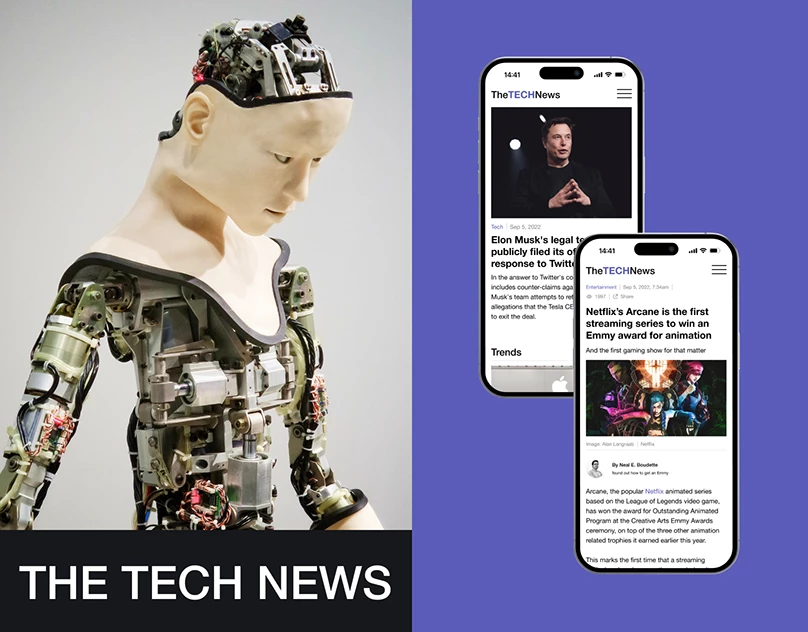 THE TECH NEWS
14:41
TheTECHNews
Tech | Sep 5, 2022
Elon Musk's legal te
publicly filed its of
response to Twitte
In the answer to Twitter's co
includes counter-claims aga
Musk's team attempts to ret
allegations that the Tesla CE
to exit the deal.
Trends
14:41
TheTECHNews
Entertainment | Sep 5, 2022, 7:34am |
1987 | Share
Netflix's Arcane is the first
streaming series to win an
Emmy award for animation
And the first gaming show for that matter
Image: Alan Langrads | Netflix
By Neal E. Boudette
found out how to get an Emmy
Arcane, the popular Netflix animated series
based on the League of Legends video game,
has won the award for Outstanding Animated
Program at the Creative Arts Emmy Awards
ceremony, on top of the three other animation
related trophies it earned earlier this year.
This marks the first time that a streaming